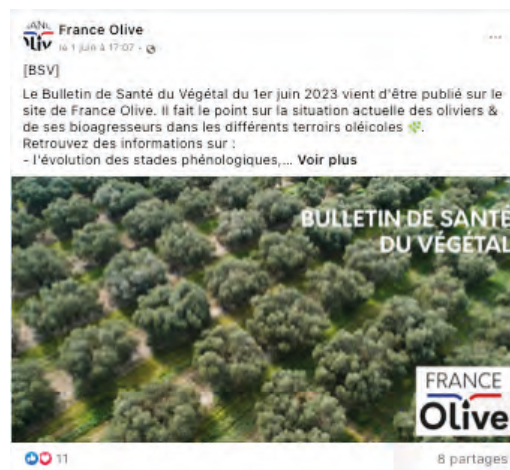 France Olive
le 1 juin à 17:07 ·
[BSV]
Le Bulletin de Santé du Végétal du 1er juin 2023 vient d'être publié sur le
site de France Olive. Il fait le point sur la situation actuelle des oliviers &
de ses bioagresseurs dans les différents terroirs oléicoles 🌿.
Retrouvez des informations sur :
- l'évolution des stades phénologiques,... Voir plus
BULLETIN DE SANTÉ
DU VÉGÉTAL
FRANCE
Olive
11
8 partages